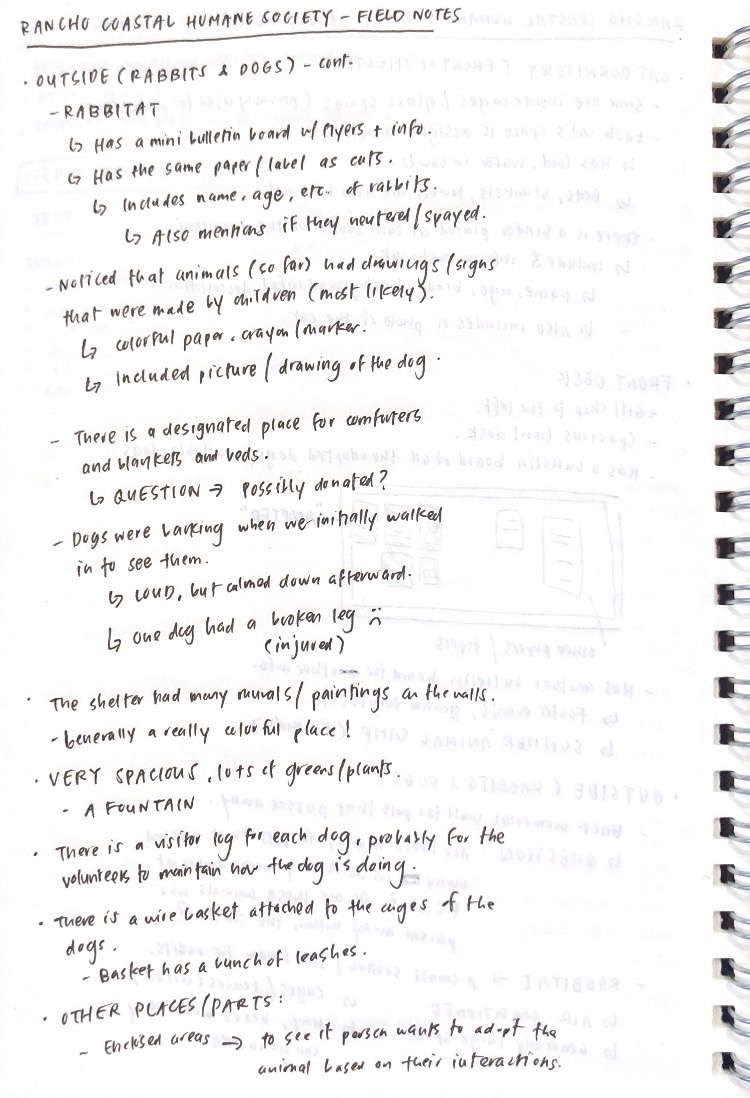 RANCHO COASTAL HUMANE SOCIETY - FIELD NOTES
· OUTSIDE (RABBITS & DOGS) - cont.
- RABBITAT
↳ Has a mini bulletin board w/ flyers + info.
↳ Has the same paper/label as cats.
↳ Includes name, age, etc. of rabbits.
↳ Also mentions if they neutered/spayed.
- Noticed that animals (so far) had drawings/signs
that were made by children (most likely).
↳ colorful paper, crayon/marker.
↳ Included picture/drawing of the dog.
- There is a designated place for comforters
and blankets and beds.
↳ QUESTION → possibly donated?
- Dogs were barking when we initially walked
in to see them.
↳ LOUD, but calmed down afterward.
↳ one dog had a broken leg :(
(injured)
· The shelter had many murals/paintings on the walls.
- Generally a really colorful place!
· VERY SPACIOUS, lots of greens/plants.
- A FOUNTAIN
· There is a visitor log for each dog, probably for the
volunteers to maintain how the dog is doing.
· There is a wire basket attached to the cages of the
dogs.
- Basket has a bunch of leashes.
· OTHER PLACES/PARTS:
- Enclosed areas → to see if person wants to adopt the
animal based on their interactions.